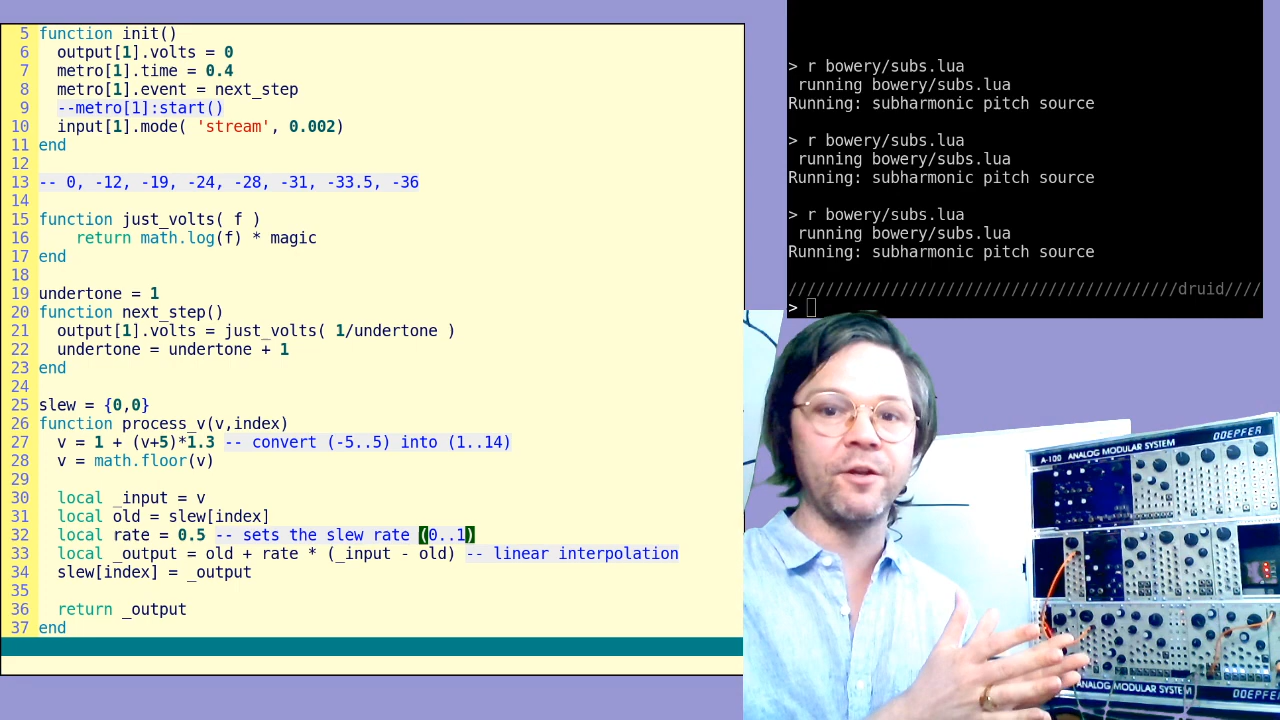 5 function init()
6   output[1].volts = 0
7   metro[1].time = 0.4
8   metro[1].event = next_step
9   --metro[1]:start()
10   input[1].mode( 'stream', 0.002)
11 end
12
13 -- 0, -12, -19, -24, -28, -31, -33.5, -36
14
15 function just_volts( f )
16     return math.log(f) * magic
17 end
18
19 undertone = 1
20 function next_step()
21   output[1].volts = just_volts( 1/undertone )
22   undertone = undertone + 1
23 end
24
25 slew = {0,0}
26 function process_v(v,index)
27   v = 1 + (v+5)*1.3 -- convert (-5..5) into (1..14)
28   v = math.floor(v)
29
30   local _input = v
31   local old = slew[index]
32   local rate = 0.5 -- sets the slew rate (0..1)
33   local _output = old + rate * (_input - old) -- linear interpolation
34   slew[index] = _output
35
36   return _output
37 end
> r bowery/subs.lua
 running bowery/subs.lua
Running: subharmonic pitch source
> r bowery/subs.lua
 running bowery/subs.lua
Running: subharmonic pitch source
> r bowery/subs.lua
 running bowery/subs.lua
Running: subharmonic pitch source
//////////////////////////////////////////druid////
>
A-100 ANALOG MODULAR SYSTEM DOEPFER
ANALOG MODULAR SYSTEM DOEPFER